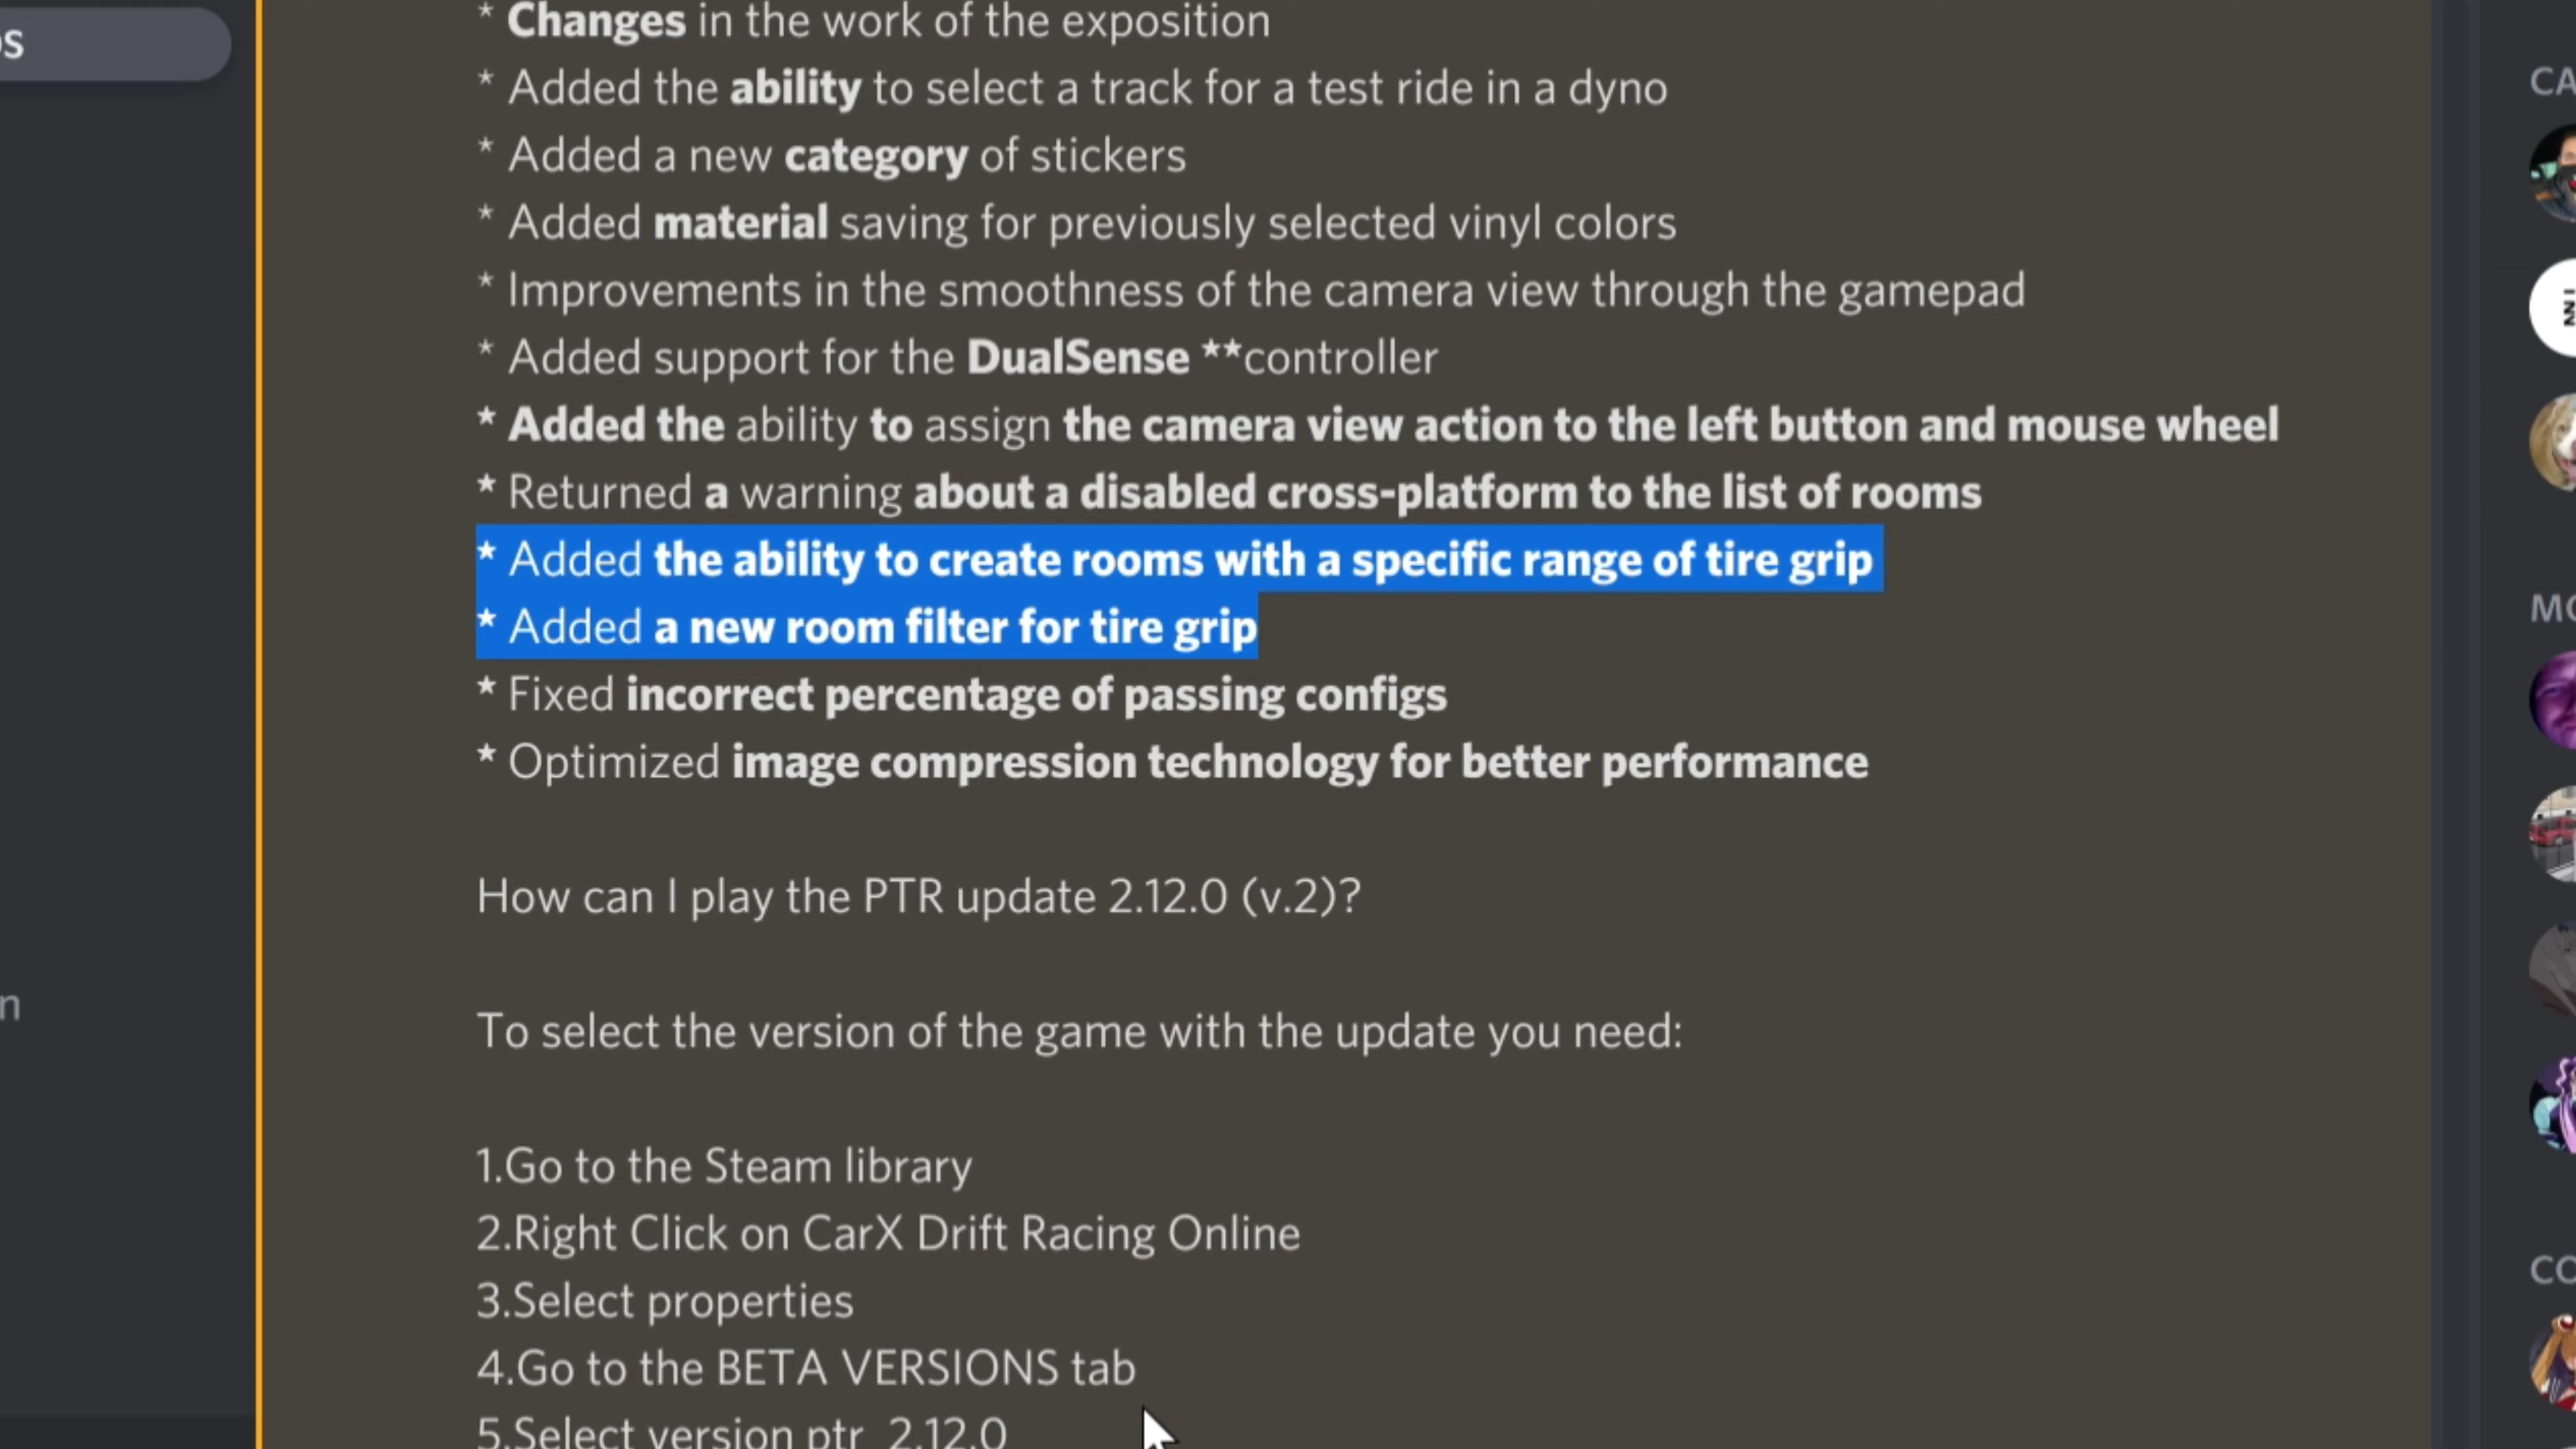 S
* Changes in the work of the exposition
* Added the ability to select a track for a test ride in a dyno
* Added a new category of stickers
* Added material saving for previously selected vinyl colors
* Improvements in the smoothness of the camera view through the gamepad
* Added support for the DualSense **controller
* Added the ability to assign the camera view action to the left button and mouse wheel
* Returned a warning about a disabled cross-platform to the list of rooms
* Added the ability to create rooms with a specific range of tire grip
* Added a new room filter for tire grip
* Fixed incorrect percentage of passing configs
* Optimized image compression technology for better performance
How can I play the PTR update 2.12.0 (v.2)?
n
To select the version of the game with the update you need:
1.Go to the Steam library
2.Right Click on CarX Drift Racing Online
3.Select properties
4.Go to the BETA VERSIONS tab
5.Select version ptr_2.12.0
CA
MO
CO